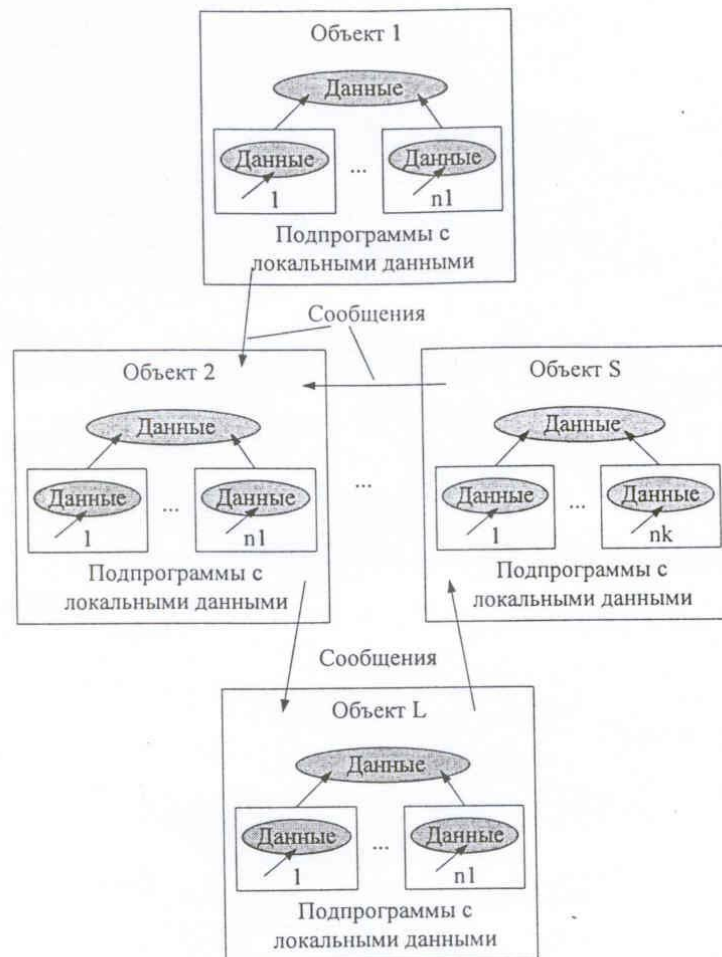 Объект 1
Данные
Данные
...
Данные
1
n1
Подпрограммы с
локальными данными
Сообщения
Объект 2
Данные
Данные
...
Данные
1
n1
Подпрограммы с
локальными данными
...
Объект S
Данные
Данные
...
Данные
1
nk
Подпрограммы с
локальными данными
Сообщения
Объект L
Данные
Данные
...
Данные
1
n1
Подпрограммы с
локальными данными